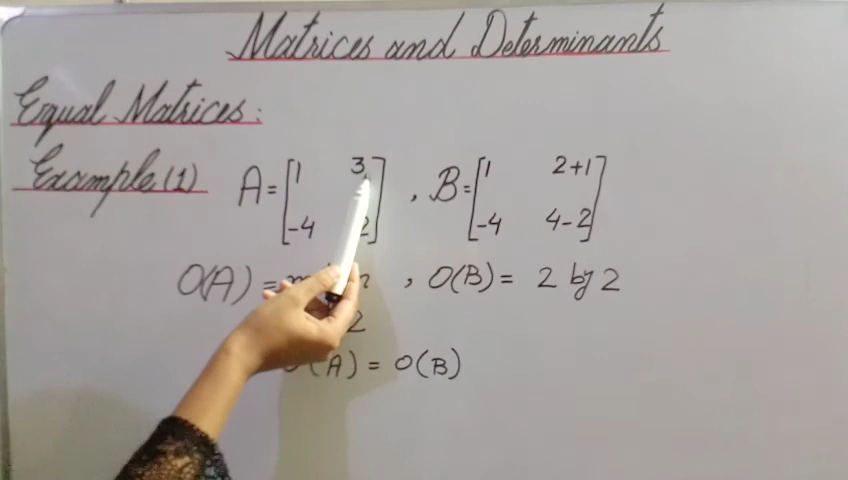 Matrices and Determinants
Equal Matrices:
Example (1) A = [1 3 , B = [1 2+1]
-4 2] [-4 4-2]
O(A) = , O(B) = 2 by 2
2
O(A) = O(B)